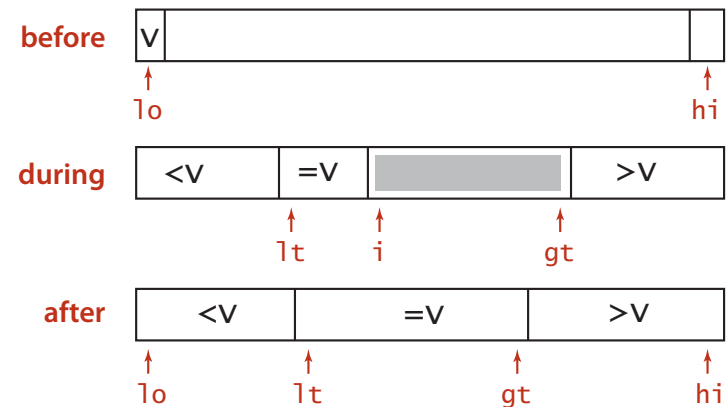 before V
lo hi
during <V =V >V
lt i gt
after <V =V >V
lo lt gt hi